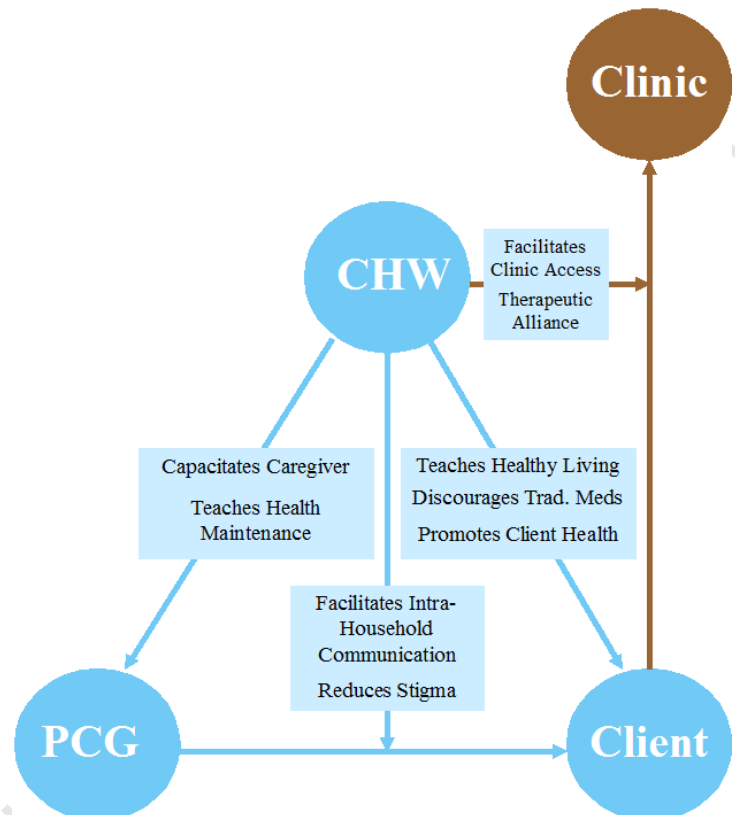 Clinic
CHW
Facilitates
Clinic Access
Therapeutic
Alliance
Capacitates Caregiver
Teaches Health
Maintenance
Teaches Healthy Living
Discourages Trad. Meds
Promotes Client Health
Facilitates Intra-
Household
Communication
Reduces Stigma
PCG
Client